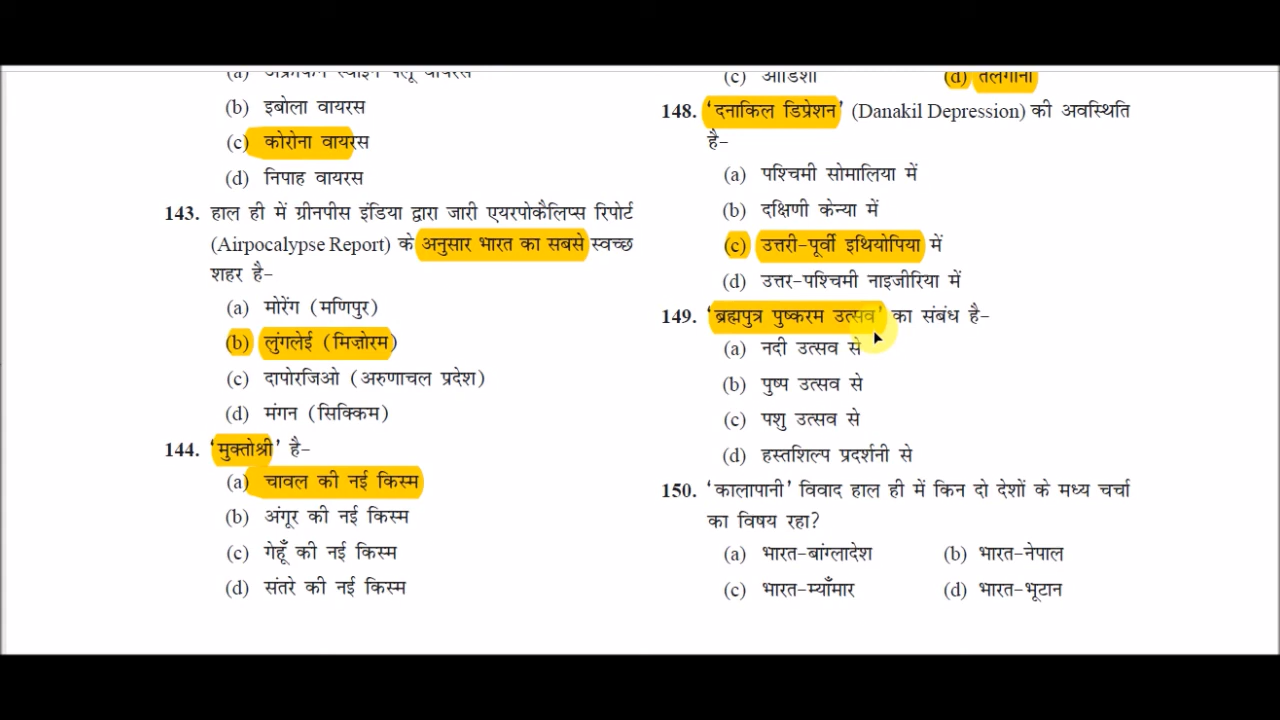 (b) इबोला वायरस
(c) कोरोना वायरस
(d) निपाह वायरस
143. हाल ही में ग्रीनपीस इंडिया द्वारा जारी एयरपोकैलिप्स रिपोर्ट
(Airpocalypse Report) के अनुसार भारत का सबसे स्वच्छ
शहर है-
(a) मोरेंग (मणिपुर)
(b) लुंगलेई (मिज़ोरम)
(c) दापोरजिओ (अरुणाचल प्रदेश)
(d) मंगन (सिक्किम)
144. 'मुक्तोश्री' है-
(a) चावल की नई किस्म
(b) अंगूर की नई किस्म
(c) गेहूँ की नई किस्म
(d) संतरे की नई किस्म
(c) ओडिशा (d) तेलंगाना
148. 'दनाकिल डिप्रेशन' (Danakil Depression) की अवस्थिति
है-
(a) पश्चिमी सोमालिया में
(b) दक्षिणी केन्या में
(c) उत्तरी-पूर्वी इथियोपिया में
(d) उत्तर-पश्चिमी नाइजीरिया में
149. 'ब्रह्मपुत्र पुष्करम उत्सव' का संबंध है-
(a) नदी उत्सव से
(b) पुष्प उत्सव से
(c) पशु उत्सव से
(d) हस्तशिल्प प्रदर्शनी से
150. 'कालापानी' विवाद हाल ही में किन दो देशों के मध्य चर्चा
का विषय रहा?
(a) भारत-बांग्लादेश (b) भारत-नेपाल
(c) भारत-म्याँमार (d) भारत-भूटान